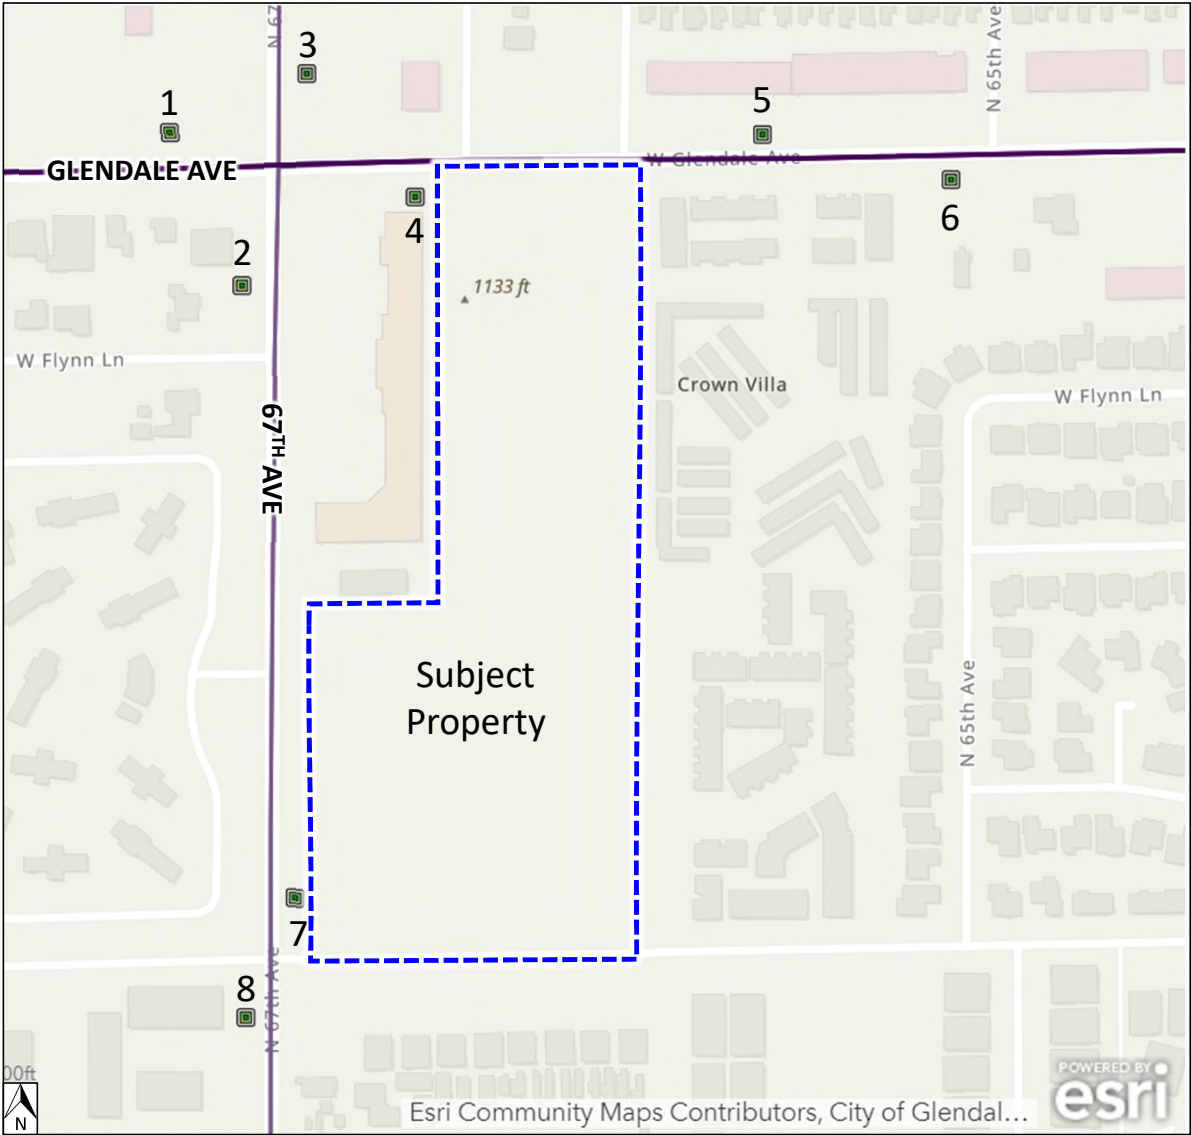 N 67
3
1
5
N 65th Ave
GLENDALE AVE
W Glendale Ave
4
6
2
1133 ft
W Flynn Ln
Crown Villa
W Flynn Ln
67TH AVE
Subject
Property
N 65th Ave
7
8
N 67th Ave
00ft
N
POWERED BY
esri
Esri Community Maps Contributors, City of Glendal...